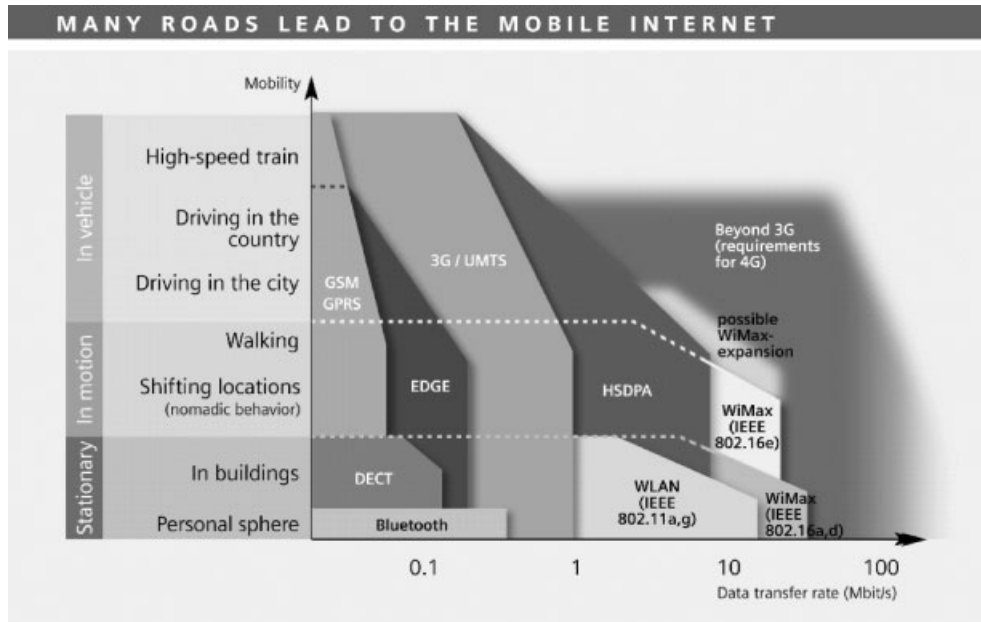 MANY ROADS LEAD TO THE MOBILE INTERNET
Mobility
In vehicle
High-speed train
Driving in the
country
Driving in the city
In motion
Walking
Shifting locations
(nomadic behavior)
Stationary
In buildings
Personal sphere
GSM
GPRS
EDGE
3G / UMTS
HSDPA
Beyond 3G
(requirements
for 4G)
possible
WiMax-
expansion
WiMax
(IEEE
802.16e)
DECT
Bluetooth
WLAN
(IEEE
802.11a,g)
WiMax
(IEEE
802.16a,d)
0.1
1
10
100
Data transfer rate (Mbit/s)